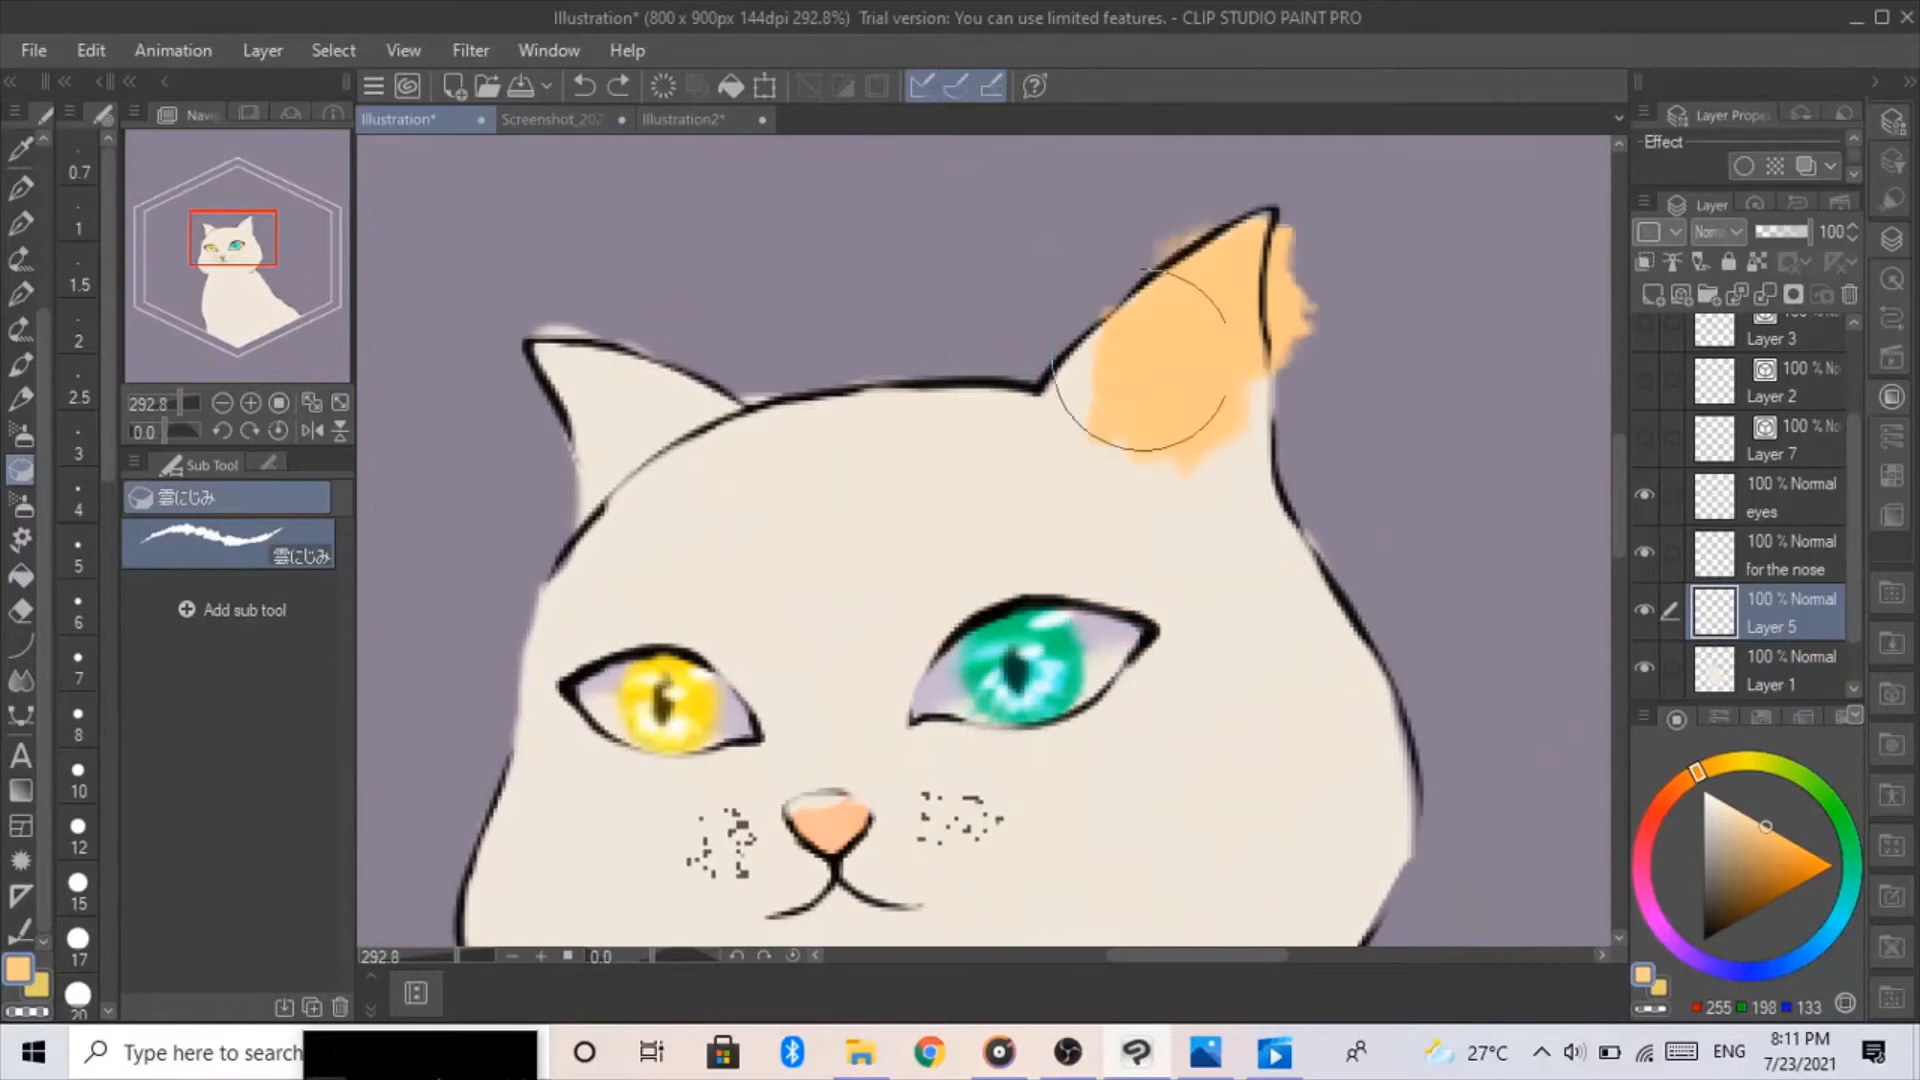 Illustration* (800 x 900px 144dpi 292.8%) Trial version: You can use limited features. - CLIP STUDIO PAINT PRO
File Edit Animation Layer Select View Filter Window Help
Illustration* Screenshot_202 Illustration2*
Navi
Layer Prope
Effect
Layer
Norm 100
Layer 3
100 % No
Layer 2
100 % No
Layer 7
100 % Normal
eyes
100 % Normal
for the nose
100 % Normal
Layer 5
100 % Normal
Layer 1
0.7
1
1.5
2
2.5
3
4
5
6
7
8
10
12
15
17
20
292.8
0.0
Sub Tool
雲にじみ
雲にじみ
Add sub tool
A
292.8 0.0
255 198 133
Type here to search
27°C ENG
8:11 PM
7/23/2021